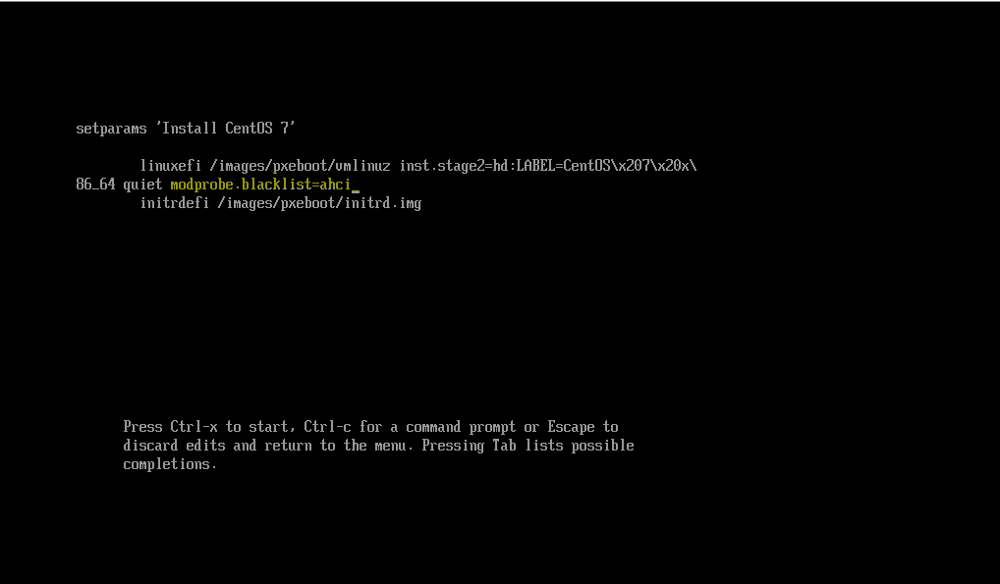 setparams 'Install CentOS 7'
linuxefi /images/pxeboot/vmlinuz inst.stage2=hd:LABEL=CentOS\x207\x20x\
86_64 quiet modprobe.blacklist=ahci_
initrdefi /images/pxeboot/initrd.img
Press Ctrl-x to start, Ctrl-c for a command prompt or Escape to
discard edits and return to the menu. Pressing Tab lists possible
completions.